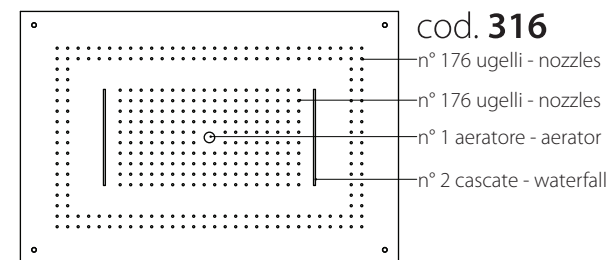 cod. 316
n° 176 ugelli - nozzles
n° 176 ugelli - nozzles
n° 1 aeratore - aerator
n° 2 cascate - waterfall